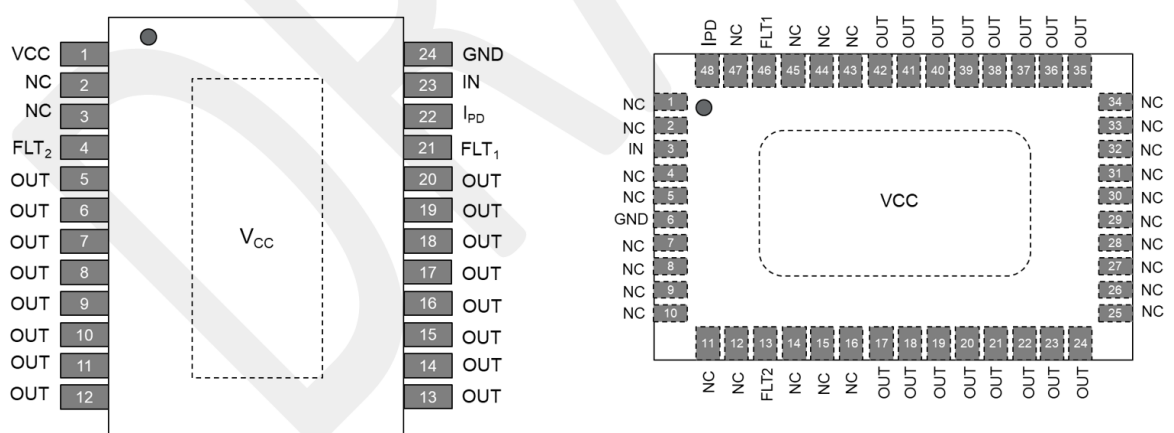 VCC 1 24 GND
NC 2 23 IN
NC 3 22 IPD
FLT2 4 21 FLT1
OUT 5 20 OUT
OUT 6 19 OUT
OUT 7 18 OUT
OUT 8 17 OUT
OUT 9 16 OUT
OUT 10 15 OUT
OUT 11 14 OUT
OUT 12 13 OUT
VCC
IPD NC FLT1 NC NC NC OUT OUT OUT OUT OUT OUT OUT OUT
48 47 46 45 44 43 42 41 40 39 38 37 36 35
NC 1 34 NC
NC 2 33 NC
IN 3 32 NC
NC 4 31 NC
NC 5 30 NC
GND 6 29 NC
NC 7 28 NC
NC 8 27 NC
NC 9 26 NC
NC 10 25 NC
VCC
11 12 13 14 15 16 17 18 19 20 21 22 23 24
NC NC FLT2 NC NC NC OUT OUT OUT OUT OUT OUT OUT OUT